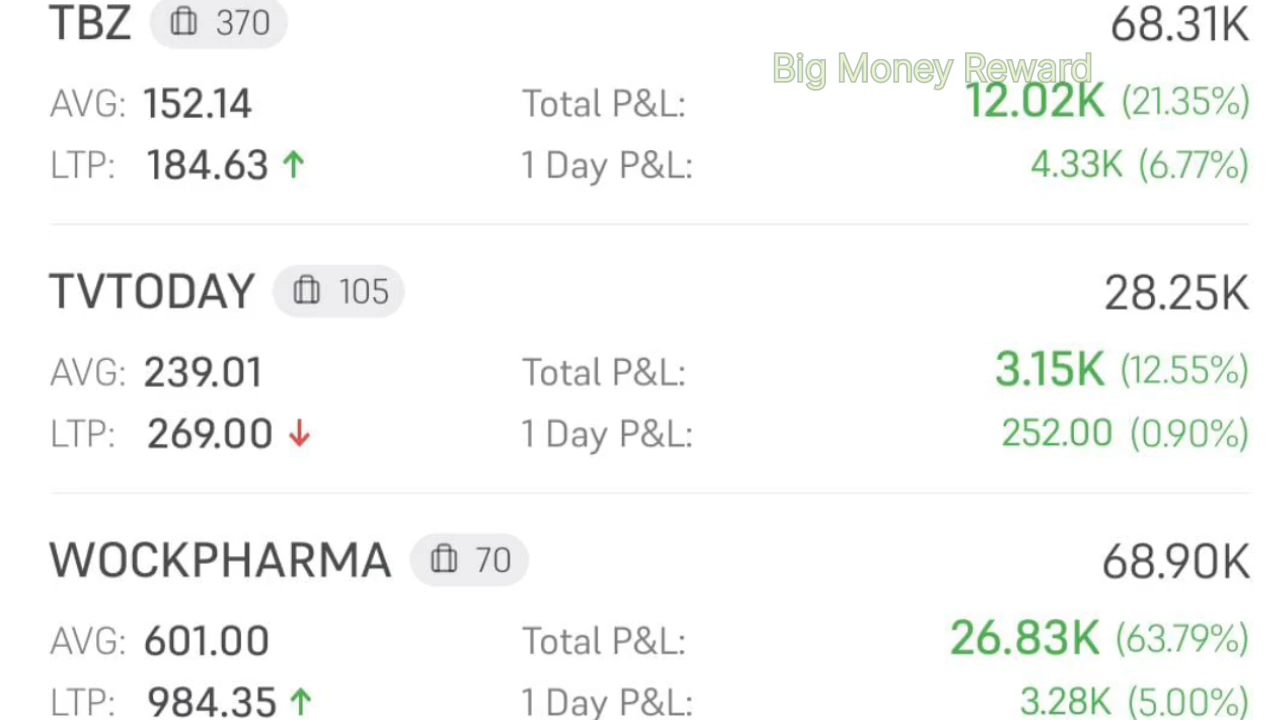 TBZ 370 68.31K
Big Money Reward
AVG: 152.14 Total P&L: 12.02K (21.35%)
LTP: 184.63 ↑ 1 Day P&L: 4.33K (6.77%)
TVTODAY 105 28.25K
AVG: 239.01 Total P&L: 3.15K (12.55%)
LTP: 269.00 ↓ 1 Day P&L: 252.00 (0.90%)
WOCKPHARMA 70 68.90K
AVG: 601.00 Total P&L: 26.83K (63.79%)
LTP: 984.35 ↑ 1 Day P&L: 3.28K (5.00%)